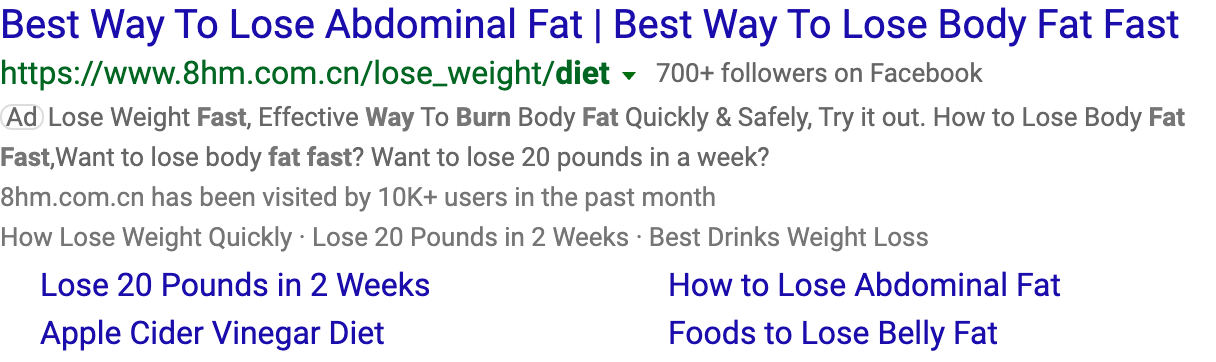 Best Way To Lose Abdominal Fat | Best Way To Lose Body Fat Fast
https://www.8hm.com.cn/lose_weight/diet 700+ followers on Facebook
Ad Lose Weight Fast, Effective Way To Burn Body Fat Quickly & Safely, Try it out. How to Lose Body Fat
Fast,Want to lose body fat fast? Want to lose 20 pounds in a week?
8hm.com.cn has been visited by 10K+ users in the past month
How Lose Weight Quickly · Lose 20 Pounds in 2 Weeks · Best Drinks Weight Loss
Lose 20 Pounds in 2 Weeks How to Lose Abdominal Fat
Apple Cider Vinegar Diet Foods to Lose Belly Fat